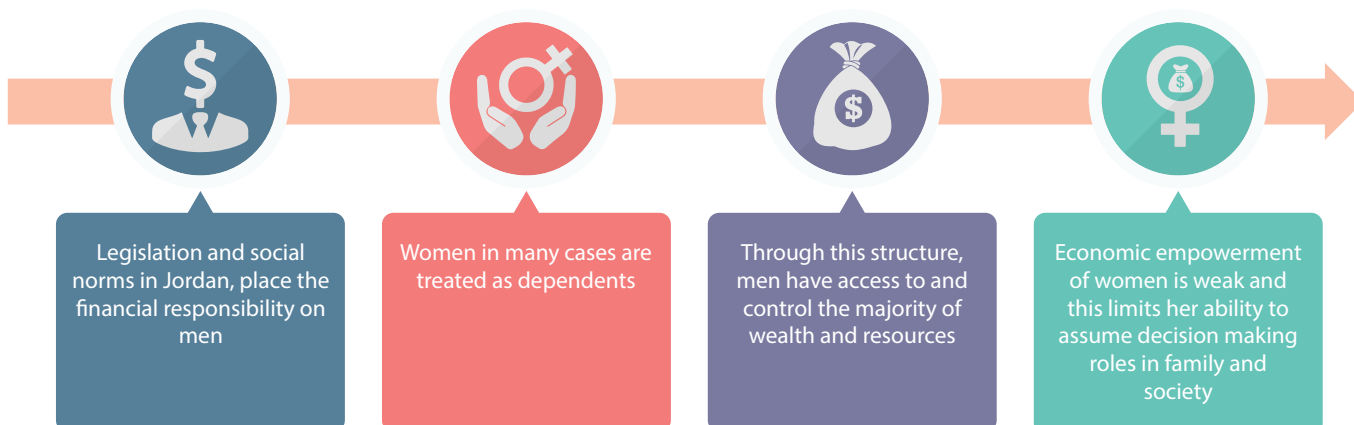 Legislation and social
norms in Jordan, place the
financial responsibility on
men
Women in many cases are
treated as dependents
Through this structure,
men have access to and
control the majority of
wealth and resources
Economic empowerment
of women is weak and
this limits her ability to
assume decision making
roles in family and
society